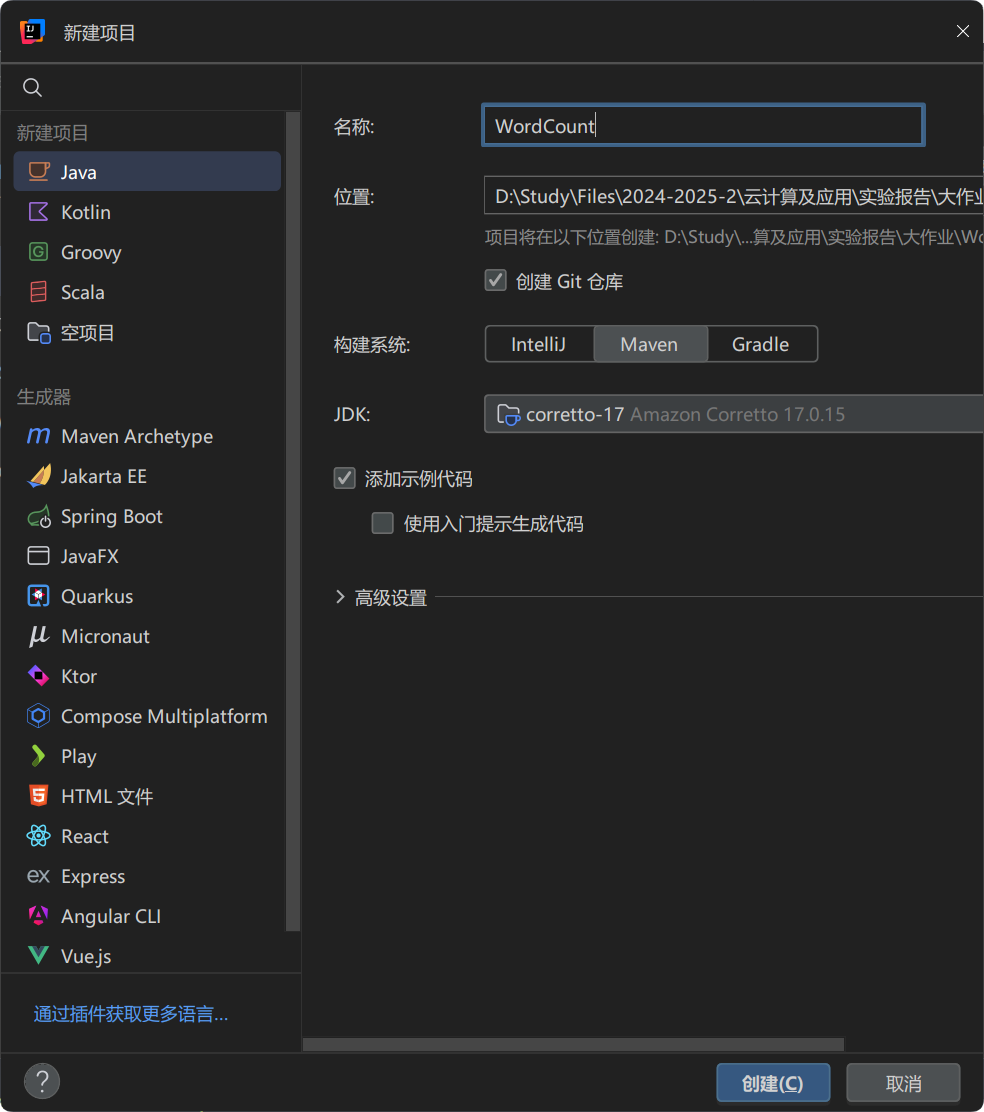 新建项目
新建项目
Java
Kotlin
Groovy
Scala
空项目
生成器
Maven Archetype
Jakarta EE
Spring Boot
JavaFX
Quarkus
Micronaut
Ktor
Compose Multiplatform
Play
HTML 文件
React
Express
Angular CLI
Vue.js
通过插件获取更多语言...
名称:
WordCount
位置:
D:\Study\Files\2024-2025-2\云计算及应用\实验报告\大作业
项目将在以下位置创建: D:\Study\...算及应用\实验报告\大作业\Wo
创建 Git 仓库
构建系统:
IntelliJ
Maven
Gradle
JDK:
corretto-17 Amazon Corretto 17.0.15
添加示例代码
使用入门提示生成代码
高级设置
?
创建(C)
取消